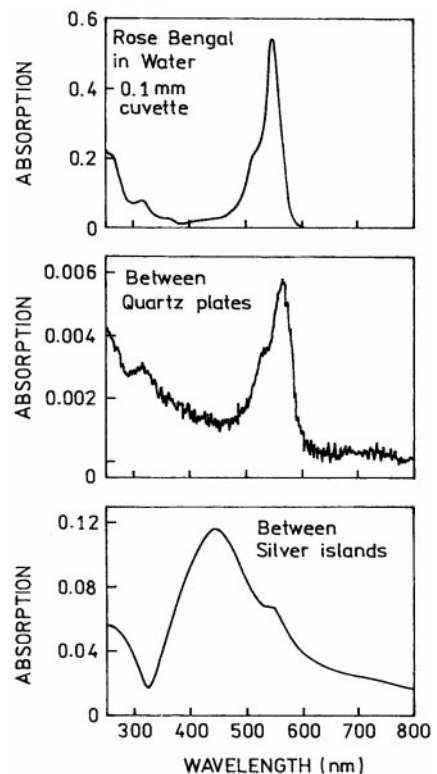 0.6
Rose Bengal
in Water
0.1 mm
cuvette
0.4
0.2
0
ABSORPTION
0.006
Between
Quartz plates
0.004
0.002
0
ABSORPTION
0.12
Between
Silver islands
0.08
0.04
0
ABSORPTION
300 400 500 600 700 800
WAVELENGTH (nm)